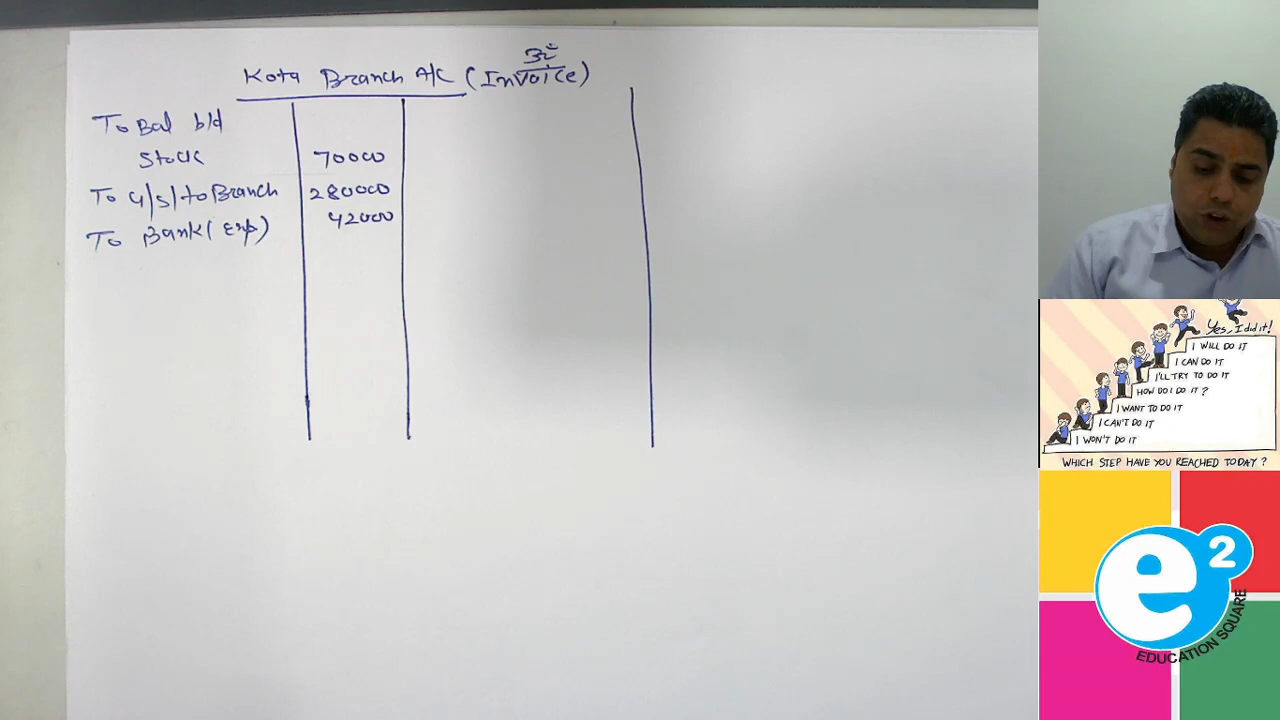 Kota Branch A/C (Invoice)
To Bal b/d
Stock 70000
To G/S/to Branch 280000
To Bank (Exp) 42000
Yes, I did it!
I WILL DO IT
I CAN DO IT
I'LL TRY TO DO IT
HOW DO I DO IT?
I WANT TO DO IT
I CAN'T DO IT
I WON'T DO IT
WHICH STEP HAVE YOU REACHED TODAY?
e2
EDUCATION SQUARE